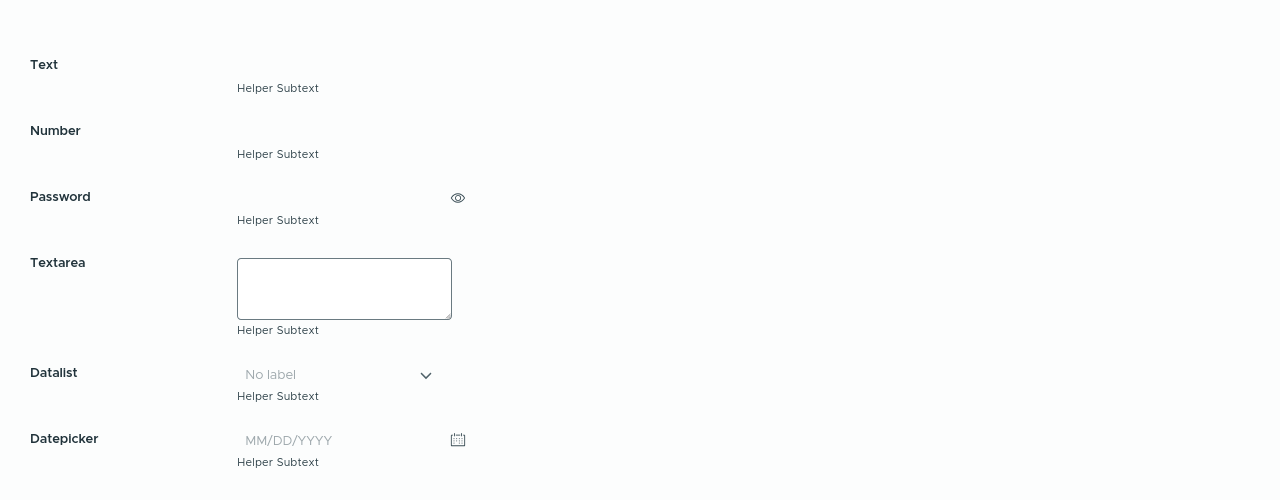 Text
Helper Subtext
Number
Helper Subtext
Password
Helper Subtext
Textarea
Helper Subtext
Datalist
No label
Helper Subtext
Datepicker
MM/DD/YYYY
Helper Subtext